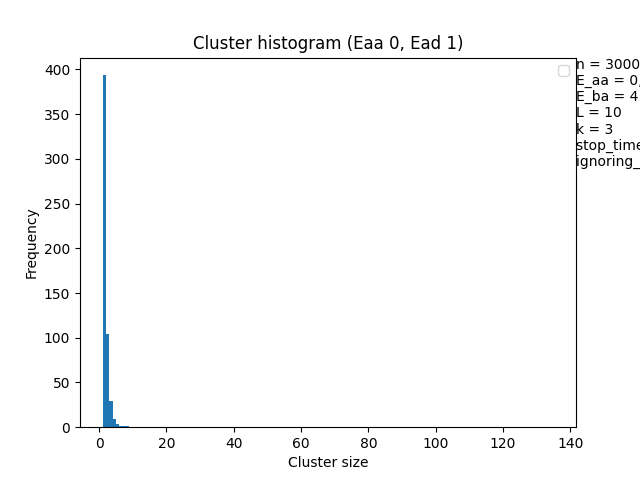 Cluster histogram (Eaa 0, Ead 1)
400
350
300
250
200
150
100
50
0
Frequency
0 20 40 60 80 100 120 140
Cluster size
n = 3000
E_aa = 0,
E_ba = 4
L = 10
k = 3
stop_time
ignoring_